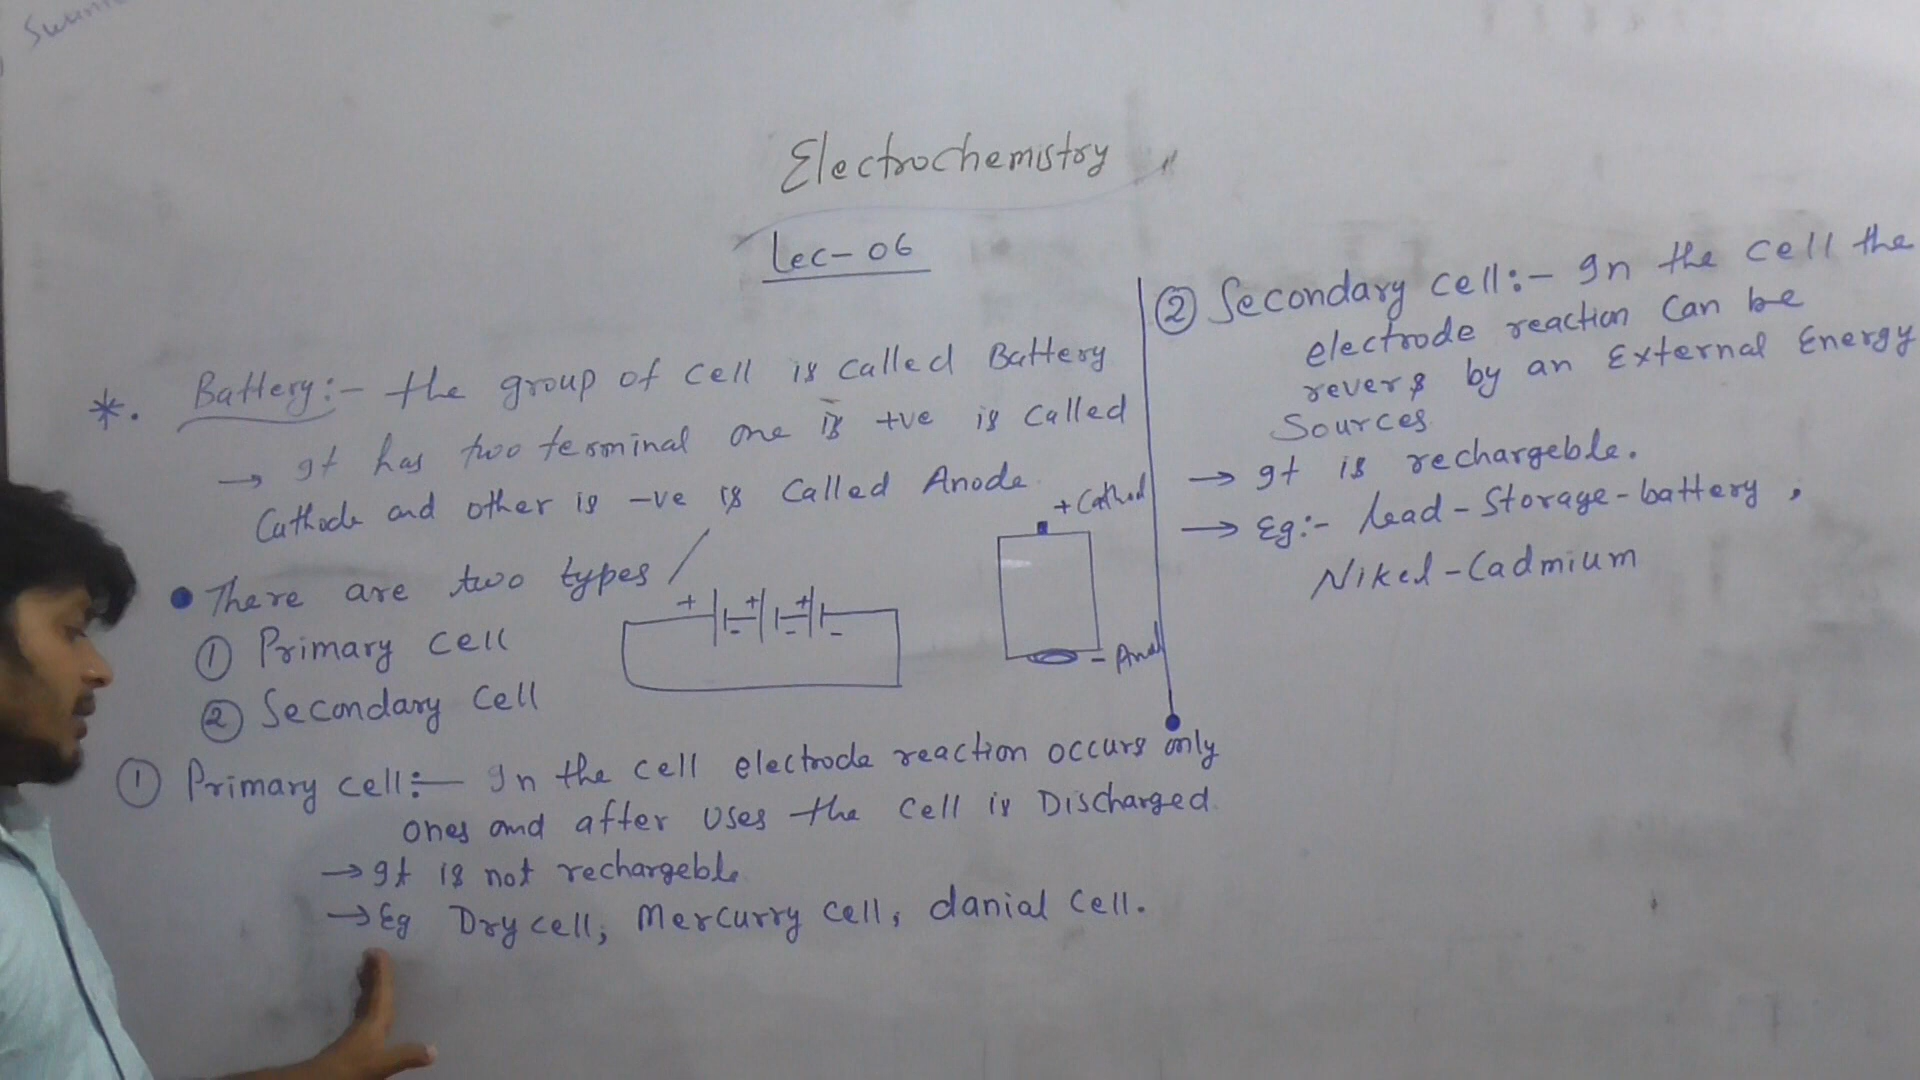 Electrochemistry
Lec-06
*. Battery:- the group of cell is called Battery
→ It has two terminal one is +ve is called
Cathode and other is -ve is called Anode
• There are two types
① Primary cell
② Secondary cell
+ - + - + -
+ Cathod
- Anod
① Primary cell:- In the cell electrode reaction occurs only
ones and after uses the cell is Discharged.
→ It is not rechargeble
→ Eg Dry cell, Mercurry cell, danial cell.
② Secondary cell:- In the cell the
electrode reaction can be
revers by an External Energy
Sources
→ It is rechargeble.
→ Eg:- Lead-Storage-battery,
Nikel-Cadmium